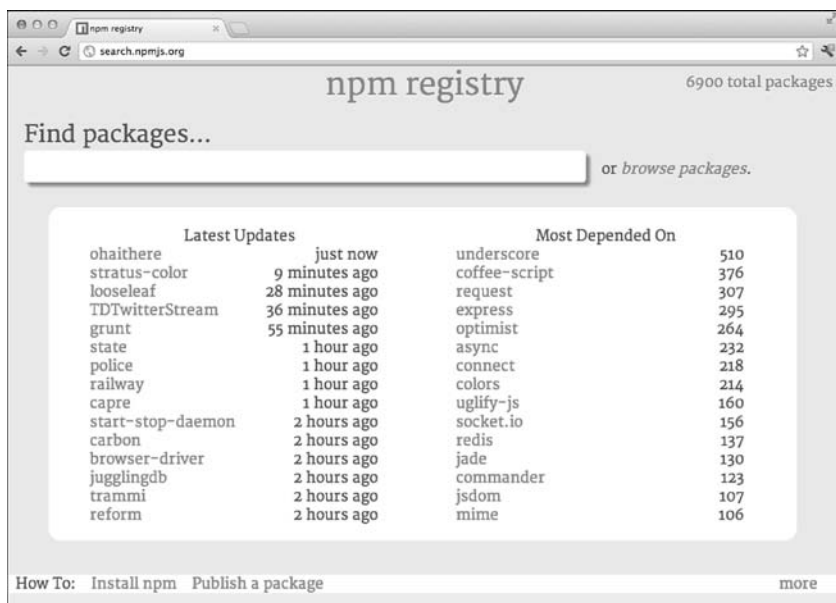 npm registry
search.npmjs.org
npm registry
6900 total packages
Find packages...
or browse packages.
Latest Updates
ohaithere just now
stratus-color 9 minutes ago
looseleaf 28 minutes ago
TDTwitterStream 36 minutes ago
grunt 55 minutes ago
state 1 hour ago
police 1 hour ago
railway 1 hour ago
capre 1 hour ago
start-stop-daemon 2 hours ago
carbon 2 hours ago
browser-driver 2 hours ago
jugglingdb 2 hours ago
trammi 2 hours ago
reform 2 hours ago
Most Depended On
underscore 510
coffee-script 376
request 307
express 295
optimist 264
async 232
connect 218
colors 214
uglify-js 160
socket.io 156
redis 137
jade 130
commander 123
jsdom 107
mime 106
How To: Install npm Publish a package more